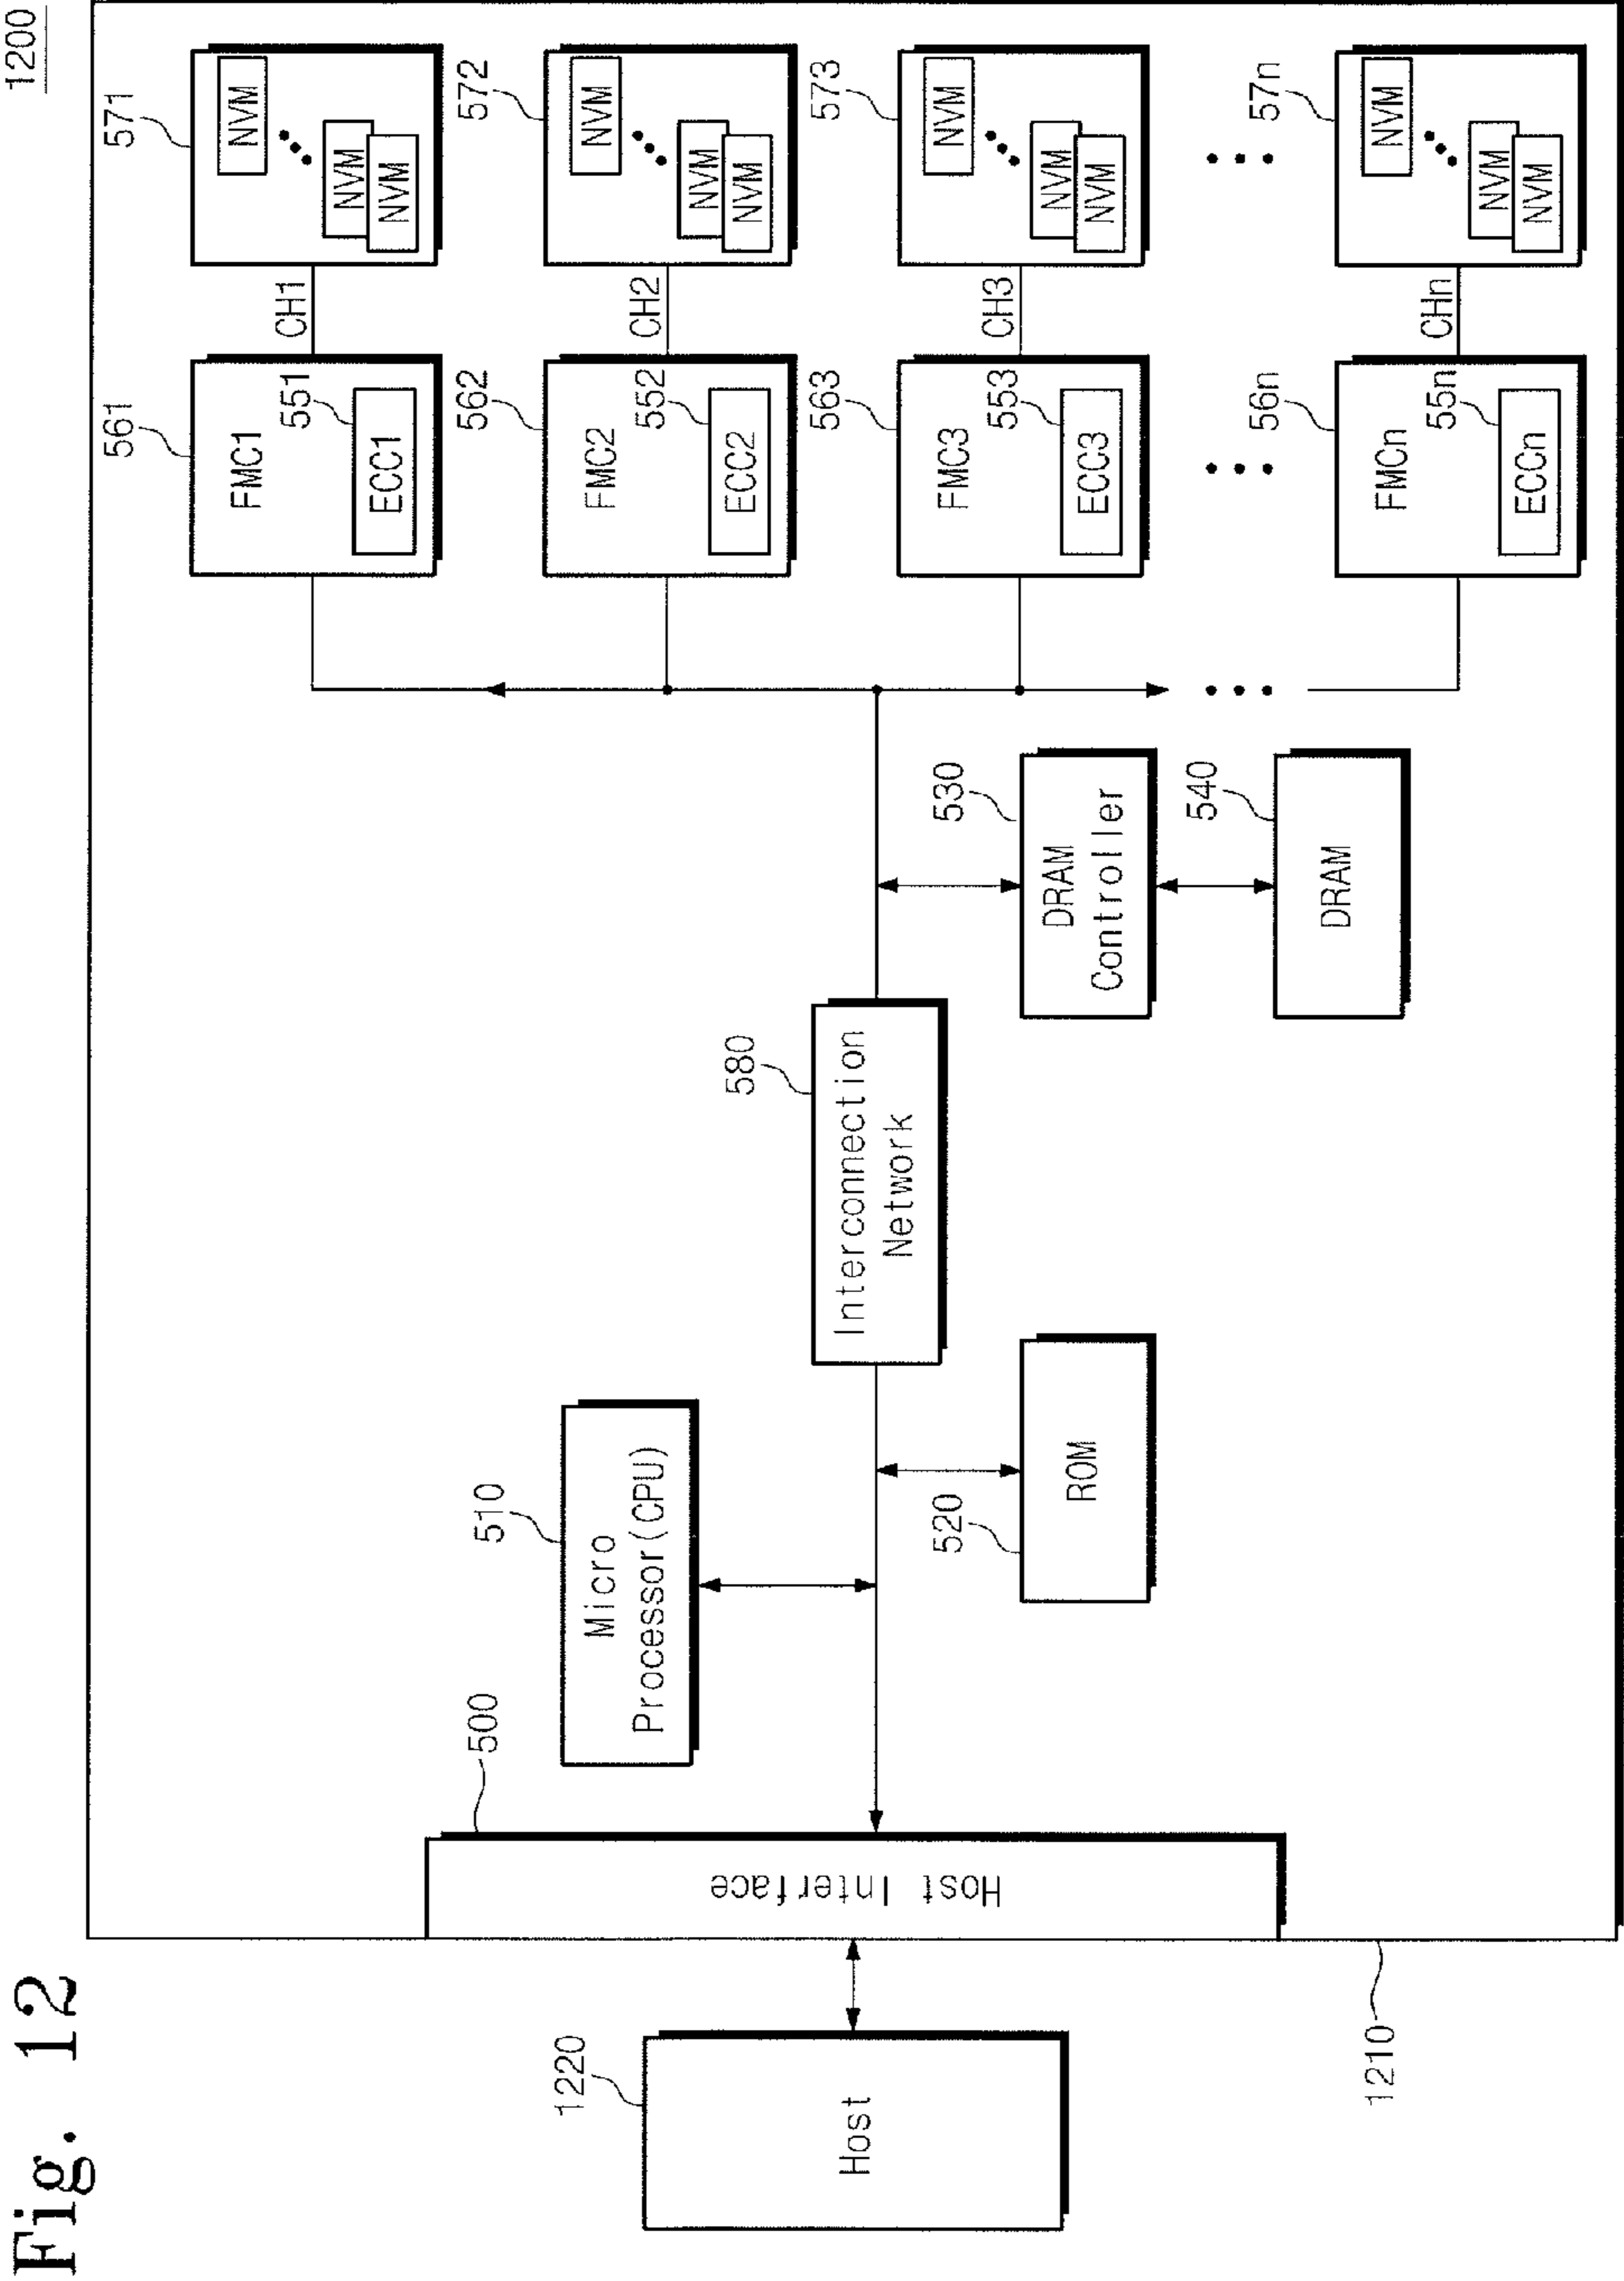 Fig. 12
1200
1220
Host
1210
500
Host Interface
510
Micro
Processor(CPU)
520
ROM
580
Interconnection
Network
530
DRAM
Controller
540
DRAM
561
FMC1
551
ECC1
CH1
571
NVM
NVM
NVM
562
FMC2
552
ECC2
CH2
572
NVM
NVM
NVM
563
FMC3
553
ECC3
CH3
573
NVM
NVM
NVM
56n
FMCn
55n
ECCn
CHn
57n
NVM
NVM
NVM